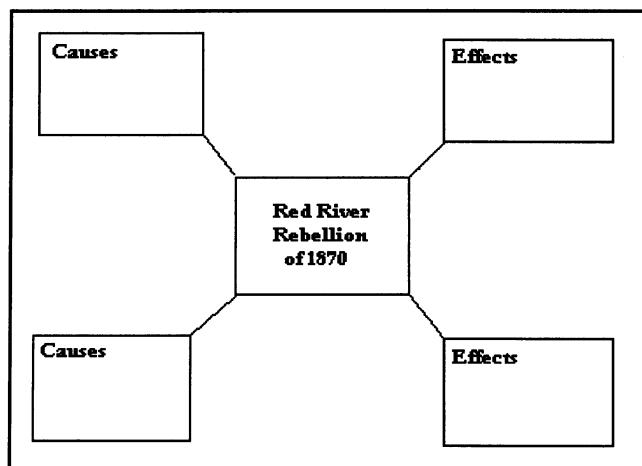 Causes
Effects
Red River
Rebellion
of 1870
Causes
Effects